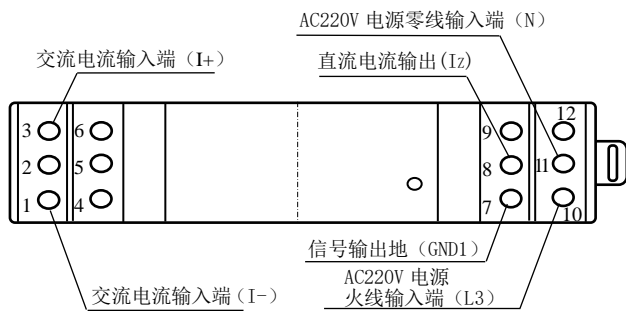 AC220V 电源零线输入端（N）
交流电流输入端（I+）
直流电流输出(Iz)
3 6 9 12
2 5 8 11
1 4 7 10
信号输出地（GND1）
AC220V 电源
火线输入端（L3）
交流电流输入端（I-）